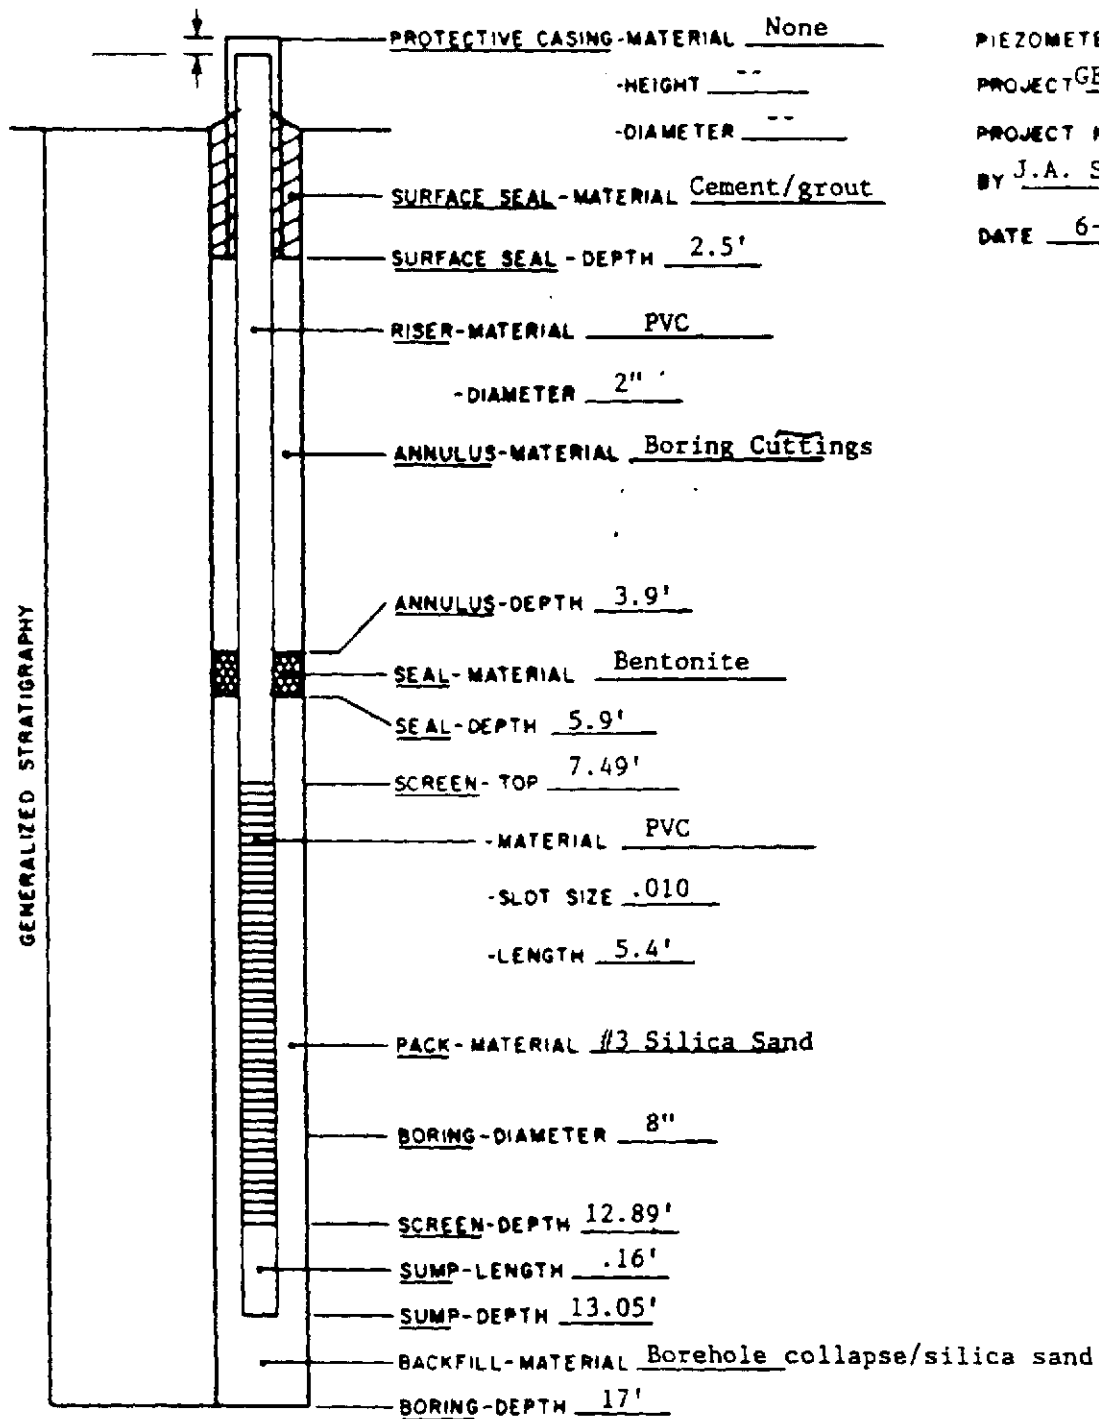 PROTECTIVE CASING-MATERIAL None
-HEIGHT --
-DIAMETER --
SURFACE SEAL-MATERIAL Cement/grout
SURFACE SEAL-DEPTH 2.5'
RISER-MATERIAL PVC
-DIAMETER 2"
ANNULUS-MATERIAL Boring Cuttings
ANNULUS-DEPTH 3.9'
SEAL-MATERIAL Bentonite
SEAL-DEPTH 5.9'
SCREEN-TOP 7.49'
-MATERIAL PVC
-SLOT SIZE .010
-LENGTH 5.4'
PACK-MATERIAL #3 Silica Sand
BORING-DIAMETER 8"
SCREEN-DEPTH 12.89'
SUMP-LENGTH .16'
SUMP-DEPTH 13.05'
BACKFILL-MATERIAL Borehole collapse/silica sand
BORING-DEPTH 17'
GENERALIZED STRATIGRAPHY
PIEZOMETE
PROJECT GE
PROJECT
BY J.A. S
DATE 6-